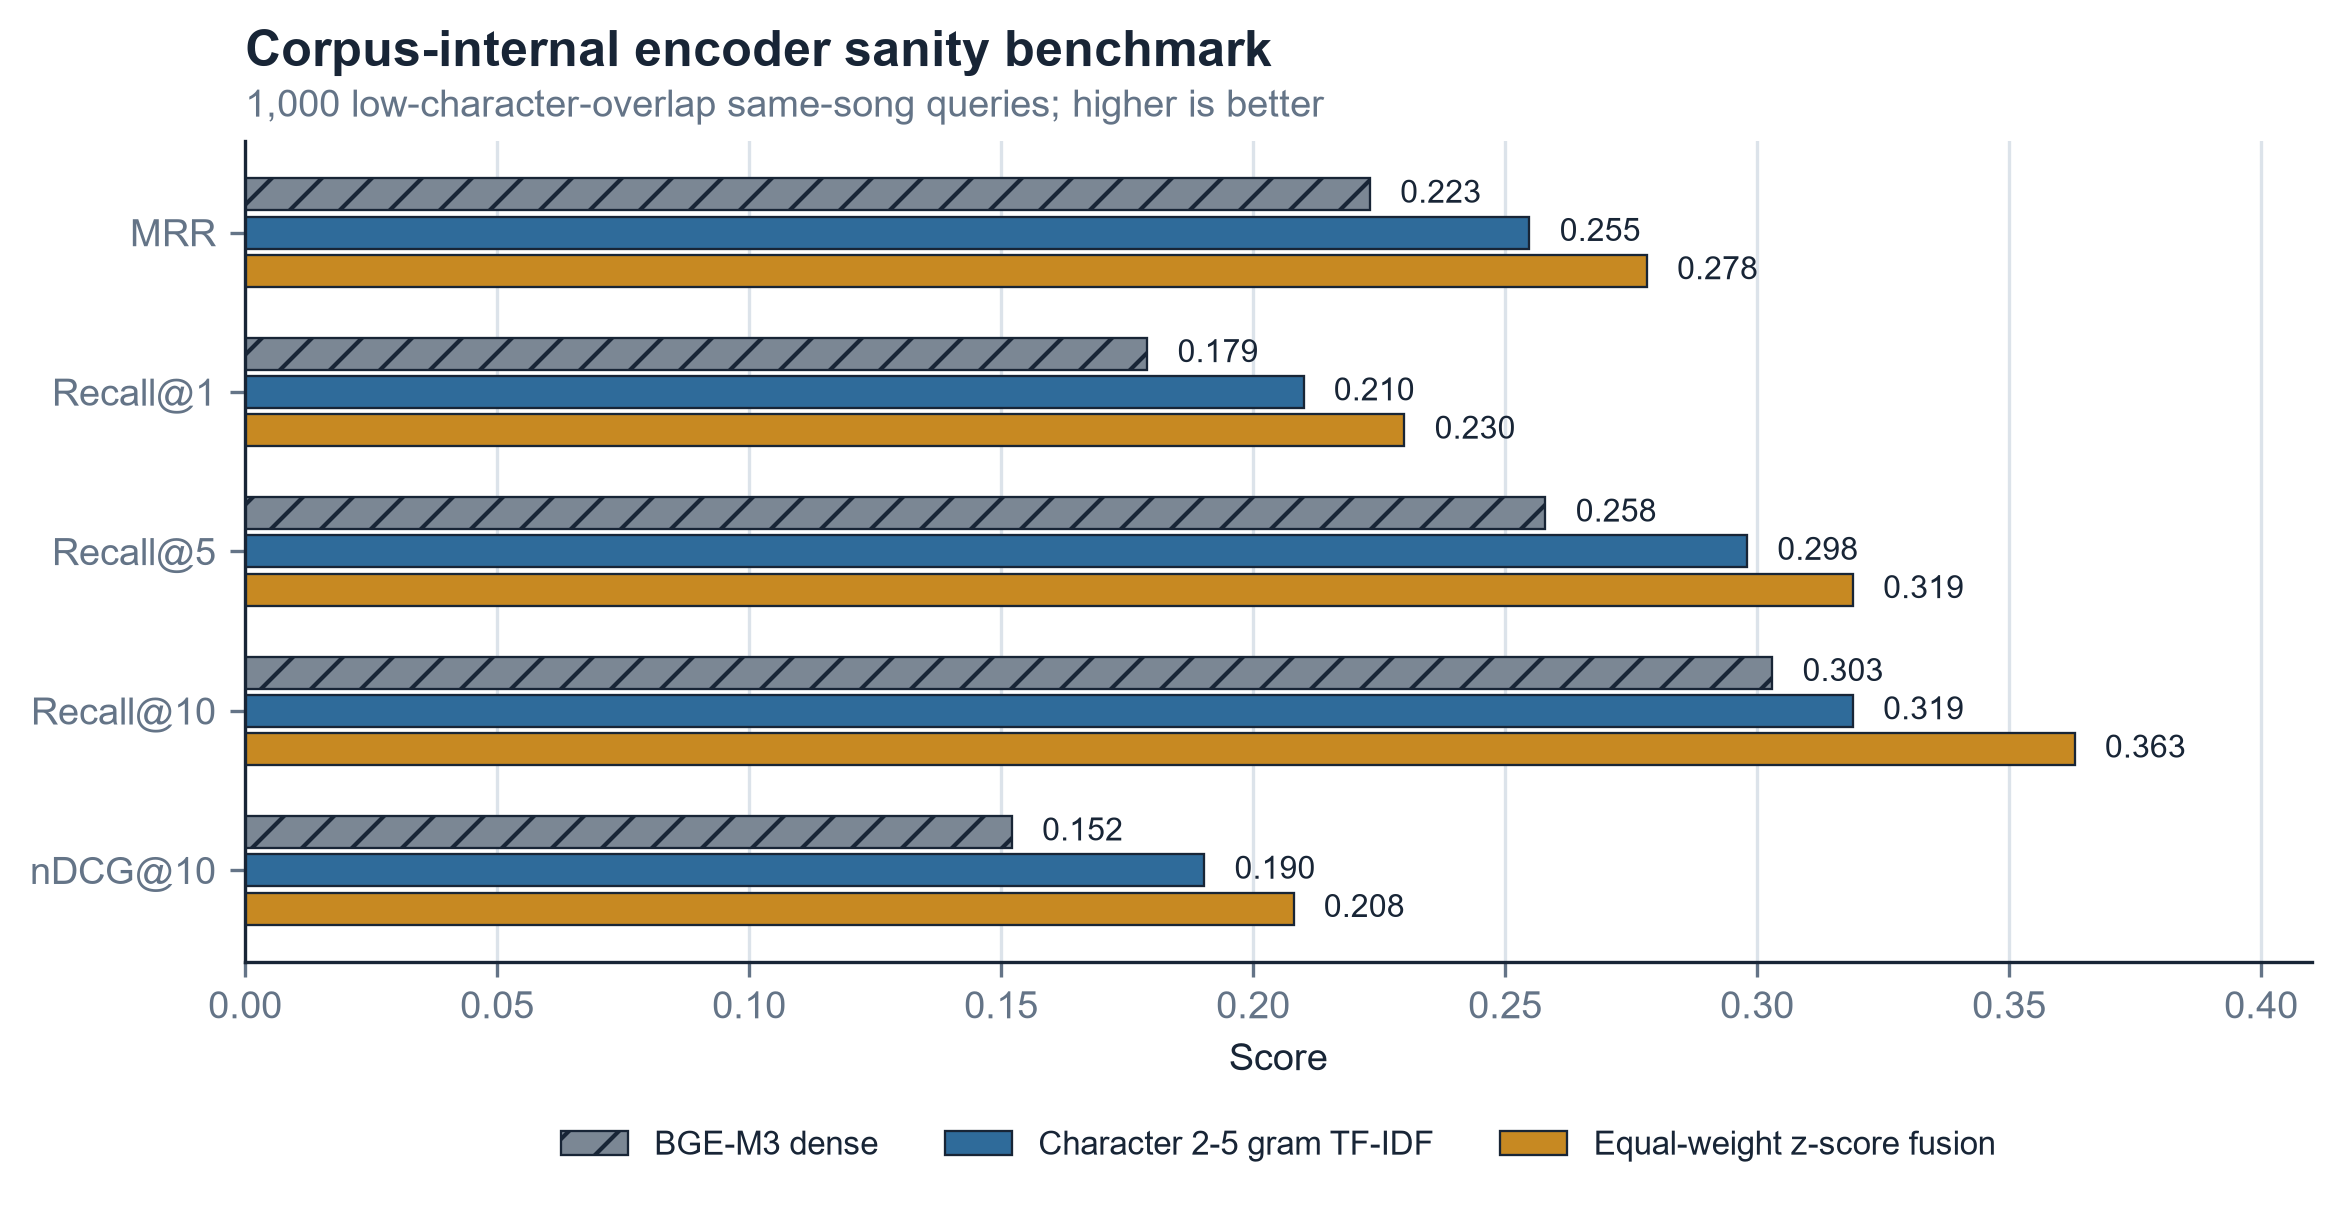 Corpus-internal encoder sanity benchmark
1,000 low-character-overlap same-song queries; higher is better
MRR
0.223
0.255
0.278
Recall@1
0.179
0.210
0.230
Recall@5
0.258
0.298
0.319
Recall@10
0.303
0.319
0.363
nDCG@10
0.152
0.190
0.208
0.00 0.05 0.10 0.15 0.20 0.25 0.30 0.35 0.40
Score
BGE-M3 dense Character 2-5 gram TF-IDF Equal-weight z-score fusion